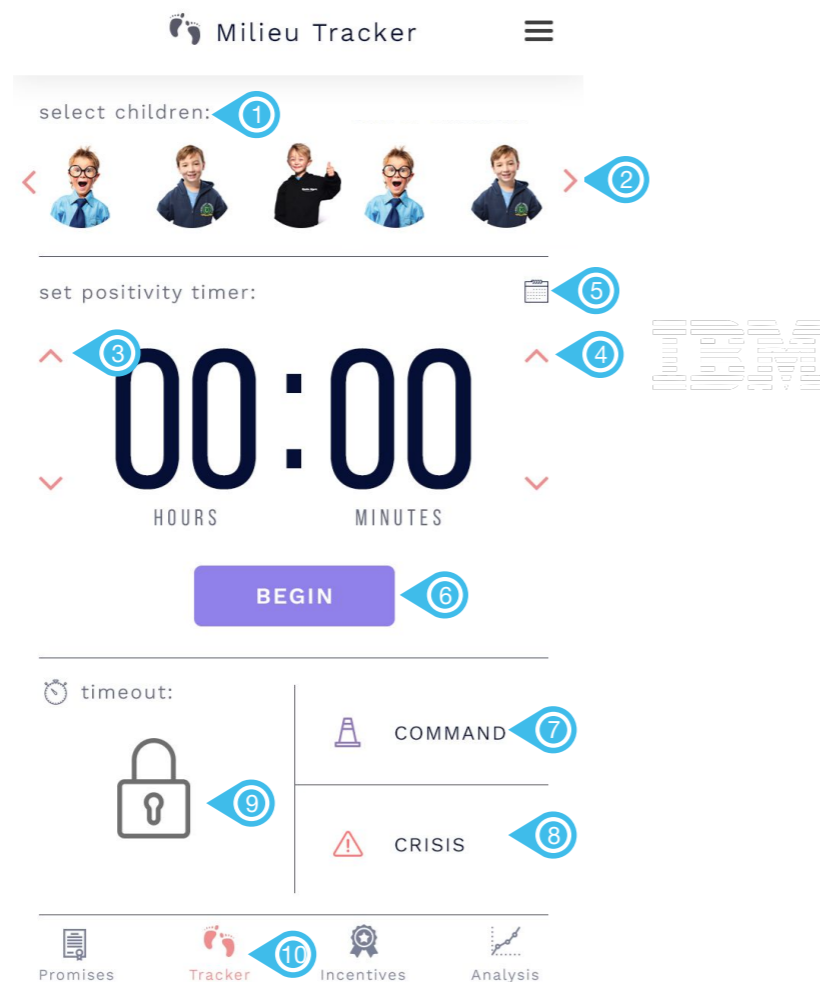 Milieu Tracker
select children:
1
2
set positivity timer:
5
3
4
00:00
IBM
HOURS
MINUTES
BEGIN
6
timeout:
COMMAND
7
9
CRISIS
8
10
Promises
Tracker
Incentives
Analysis